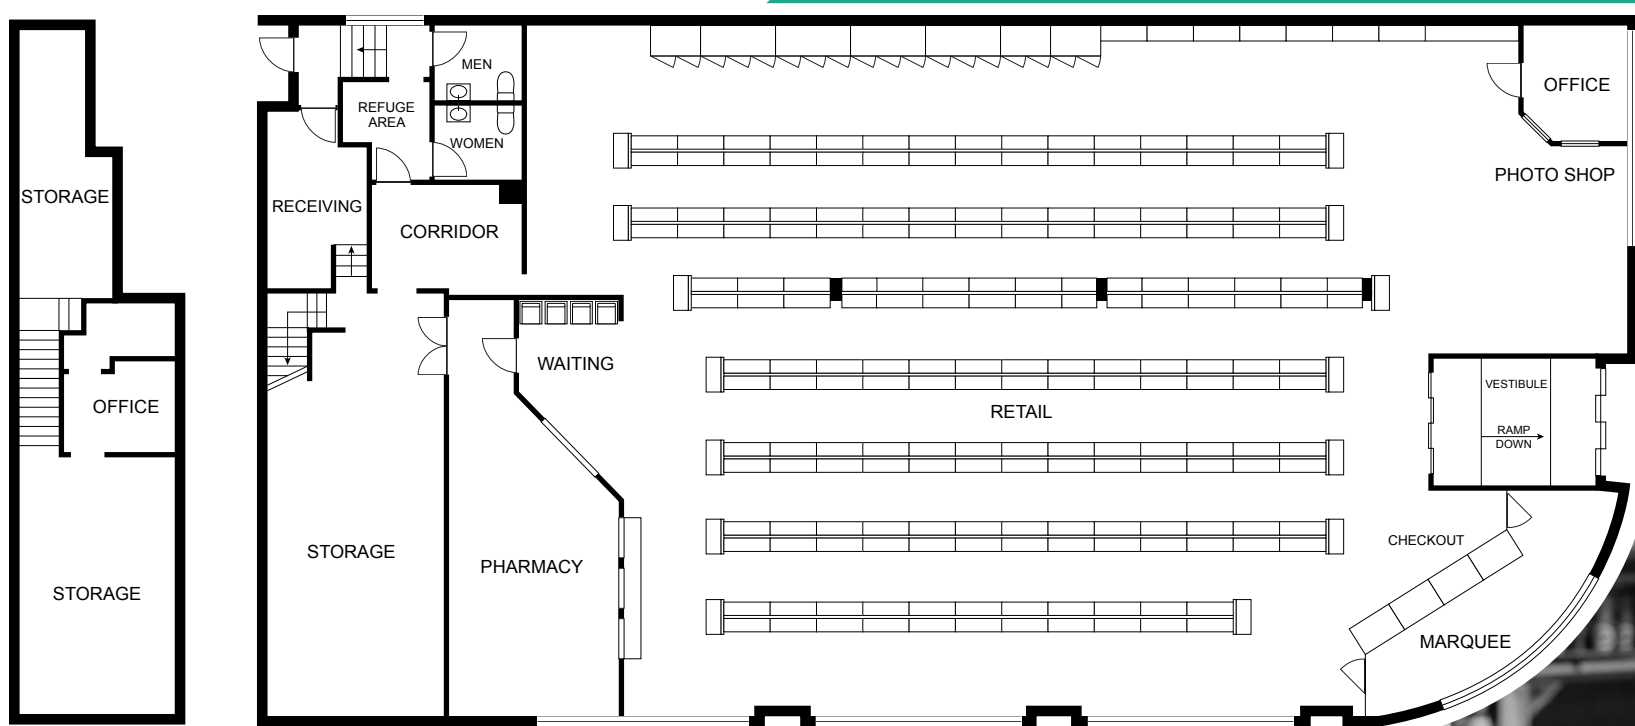 STORAGE
OFFICE
STORAGE
MEN
REFUGE
AREA
WOMEN
RECEIVING
CORRIDOR
WAITING
STORAGE
PHARMACY
RETAIL
OFFICE
PHOTO SHOP
VESTIBULE
RAMP
DOWN
CHECKOUT
MARQUEE